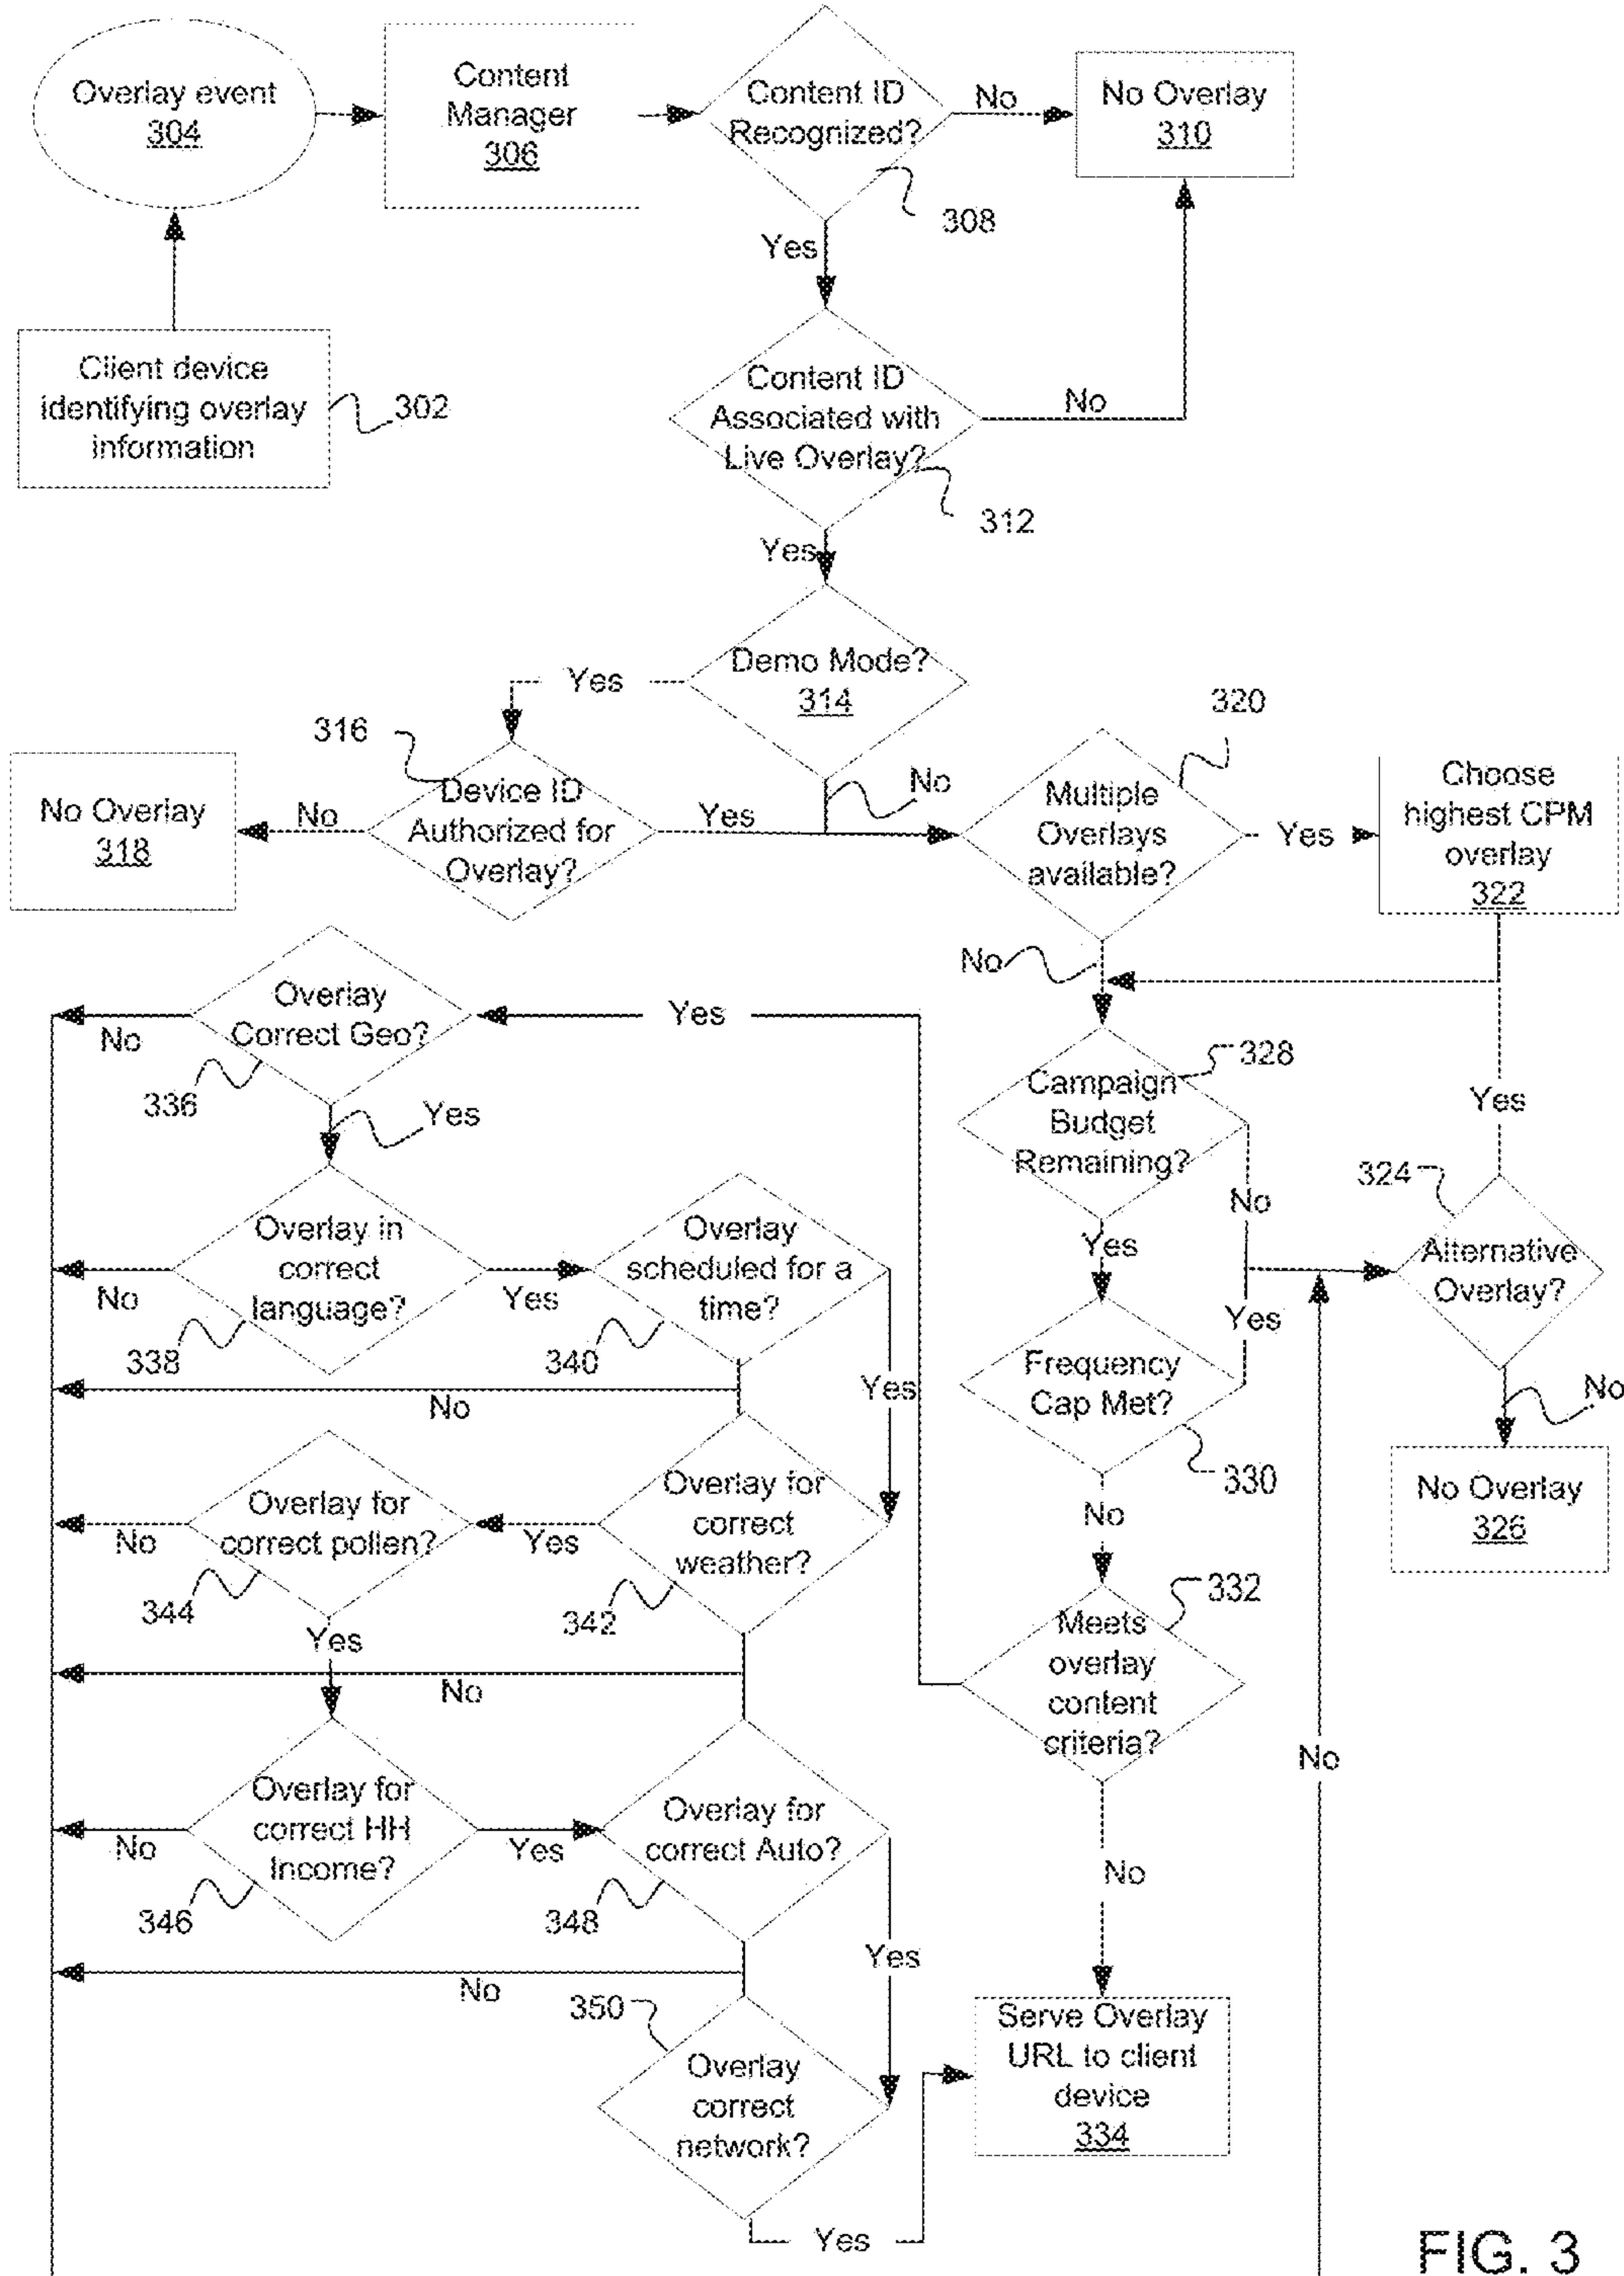 Overlay event
304
Content
Manager
306
Content ID
Recognized?
308
No
No Overlay
310
Yes
Client device
identifying overlay
information
302
Content ID
Associated with
Live Overlay?
312
No
Yes
Demo Mode?
314
Yes
No
316
Device ID
Authorized for
Overlay?
No
No Overlay
318
Yes
320
Multiple
Overlays
available?
Yes
Choose
highest CPM
overlay
322
No
Overlay
Correct Geo?
336
No
Yes
Yes
328
Campaign
Budget
Remaining?
No
Yes
Yes
324
Alternative
Overlay?
No
No Overlay
326
Overlay in
correct
language?
338
No
Yes
Overlay
scheduled for a
time?
340
No
Yes
Frequency
Cap Met?
330
Yes
No
Overlay for
correct pollen?
344
No
Yes
Overlay for
correct
weather?
342
Yes
No
332
Meets
overlay
content
criteria?
No
No
Overlay for
correct HH
Income?
346
No
Yes
Overlay for
correct Auto?
348
Yes
No
350
Overlay
correct
network?
Yes
Serve Overlay
URL to client
device
334
FIG. 3